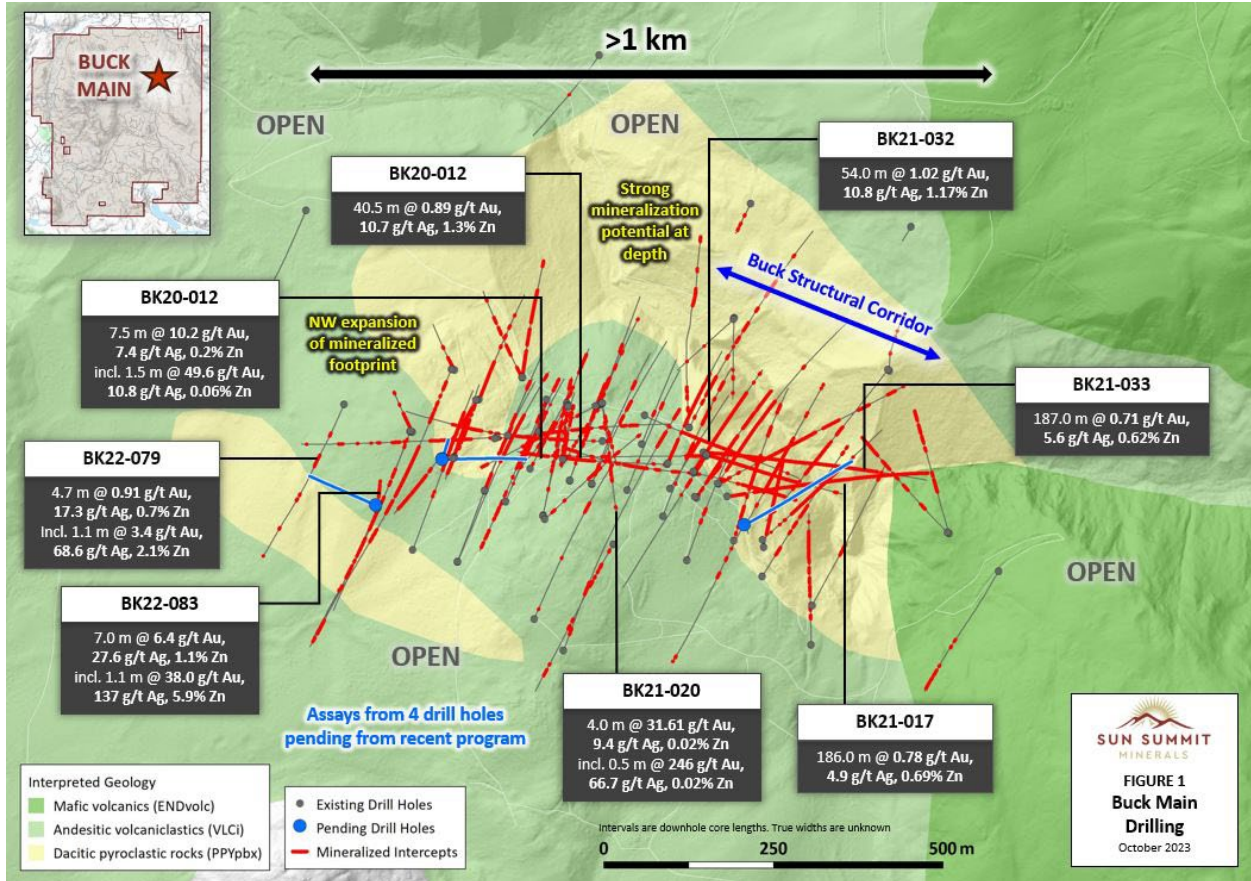 >1 km
BUCK
MAIN
OPEN
OPEN
BK21-032
54.0 m @ 1.02 g/t Au,
10.8 g/t Ag, 1.17% Zn
BK20-012
40.5 m @ 0.89 g/t Au,
10.7 g/t Ag, 1.3% Zn
Strong
mineralization
potential at
depth
Buck Structural Corridor
BK20-012
7.5 m @ 10.2 g/t Au,
7.4 g/t Ag, 0.2% Zn
incl. 1.5 m @ 49.6 g/t Au,
10.8 g/t Ag, 0.06% Zn
NW expansion
of mineralized
footprint
BK21-033
187.0 m @ 0.71 g/t Au,
5.6 g/t Ag, 0.62% Zn
BK22-079
4.7 m @ 0.91 g/t Au,
17.3 g/t Ag, 0.7% Zn
Incl. 1.1 m @ 3.4 g/t Au,
68.6 g/t Ag, 2.1% Zn
BK22-083
7.0 m @ 6.4 g/t Au,
27.6 g/t Ag, 1.1% Zn
incl. 1.1 m @ 38.0 g/t Au,
137 g/t Ag, 5.9% Zn
OPEN
OPEN
Assays from 4 drill holes
pending from recent program
BK21-020
4.0 m @ 31.61 g/t Au,
9.4 g/t Ag, 0.02% Zn
incl. 0.5 m @ 246 g/t Au,
66.7 g/t Ag, 0.02% Zn
BK21-017
186.0 m @ 0.78 g/t Au,
4.9 g/t Ag, 0.69% Zn
Interpreted Geology
Mafic volcanics (ENDvolc)
Andesitic volcaniclastics (VLCi)
Dacitic pyroclastic rocks (PPYpbx)
Existing Drill Holes
Pending Drill Holes
Mineralized Intercepts
Intervals are downhole core lengths. True widths are unknown
0 250 500 m
SUN SUMMIT
MINERALS
FIGURE 1
Buck Main
Drilling
October 2023